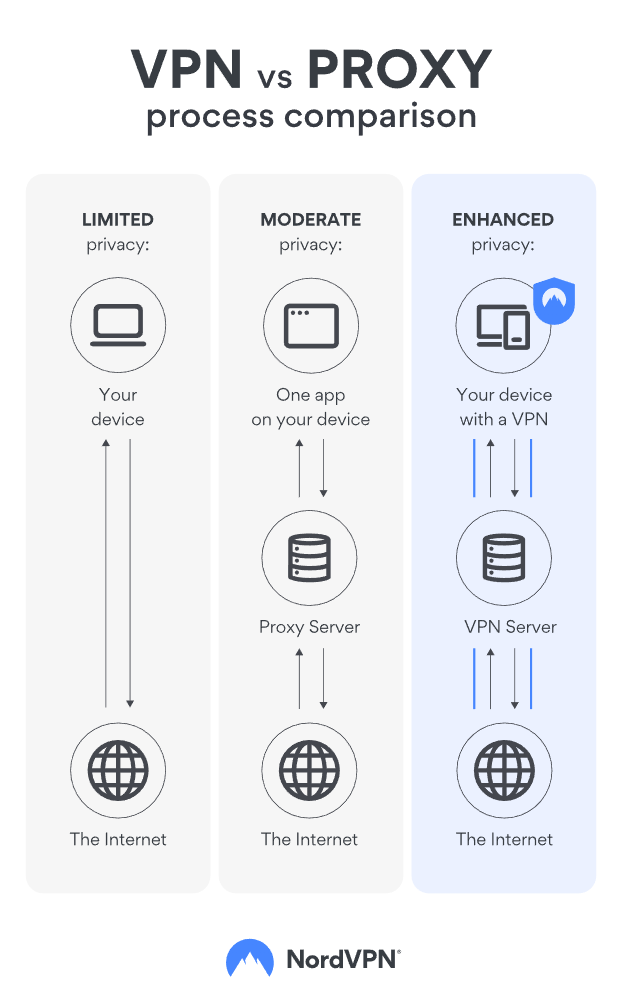 VPN vs PROXY
process comparison
LIMITED
privacy:
Your
device
The Internet
MODERATE
privacy:
One app
on your device
Proxy Server
The Internet
ENHANCED
privacy:
Your device
with a VPN
VPN Server
The Internet
NordVPN®